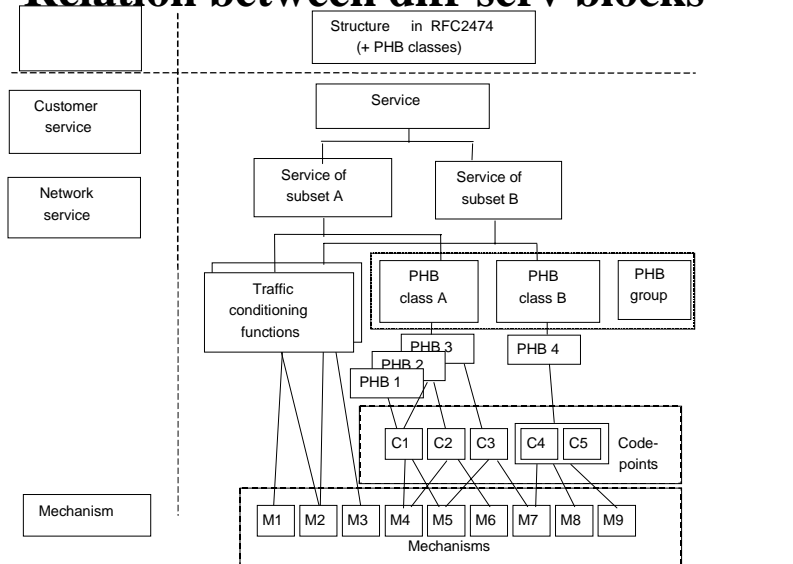 Relation between diff-serv blocks
Structure in RFC2474
(+ PHB classes)
Customer
service
Service
Network
service
Service of
subset A
Service of
subset B
Traffic
conditioning
functions
PHB
class A
PHB
class B
PHB
group
PHB 3
PHB 2
PHB 1
PHB 4
C1 C2 C3 C4 C5
Code-
points
Mechanism
M1 M2 M3 M4 M5 M6 M7 M8 M9
Mechanisms